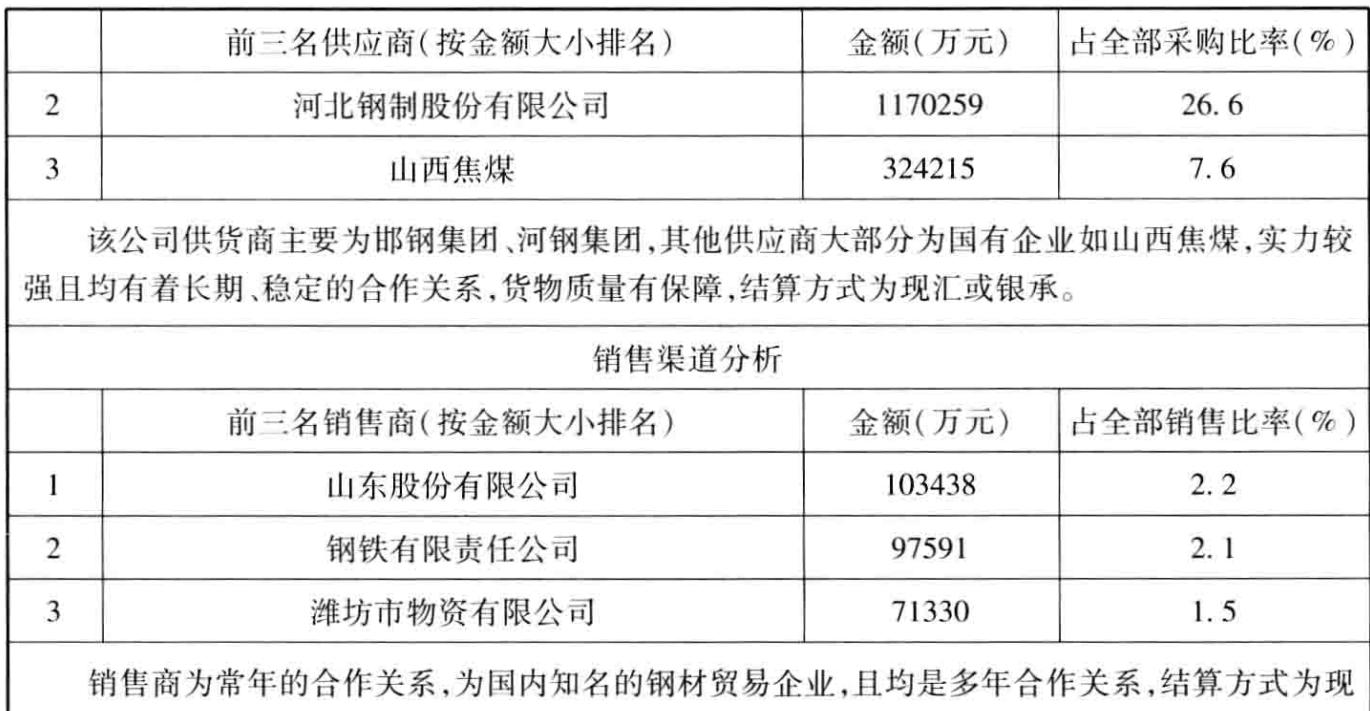 前三名供应商(按金额大小排名) 金额(万元) 占全部采购比率(%)
2 河北钢制股份有限公司 1170259 26.6
3 山西焦煤 324215 7.6
该公司供货商主要为邯钢集团、河钢集团,其他供应商大部分为国有企业如山西焦煤,实力较
强且均有着长期、稳定的合作关系,货物质量有保障,结算方式为现汇或银承。
销售渠道分析
前三名销售商(按金额大小排名) 金额(万元) 占全部销售比率(%)
1 山东股份有限公司 103438 2.2
2 钢铁有限责任公司 97591 2.1
3 潍坊市物资有限公司 71330 1.5
销售商为常年的合作关系,为国内知名的钢材贸易企业,且均是多年合作关系,结算方式为现